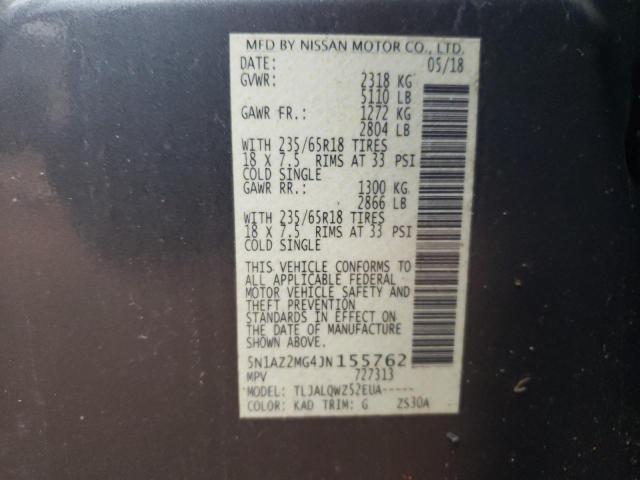 MFD BY NISSAN MOTOR CO., LTD.
DATE: 05/18
GVWR: 2318 KG
5110 LB
GAWR FR.: 1272 KG
2804 LB
WITH 235/65R18 TIRES
18 X 7.5 RIMS AT 33 PSI
COLD SINGLE
GAWR RR.: 1300 KG
2866 LB
WITH 235/65R18 TIRES
18 X 7.5 RIMS AT 33 PSI
COLD SINGLE
THIS VEHICLE CONFORMS TO
ALL APPLICABLE FEDERAL
MOTOR VEHICLE SAFETY AND
THEFT PREVENTION
STANDARDS IN EFFECT ON
THE DATE OF MANUFACTURE
SHOWN ABOVE.
5N1AZ2MG4JN155762
MPV 727313
MODEL: TLJALQWZ52EUA-----
COLOR: KAD TRIM: G ZS30A